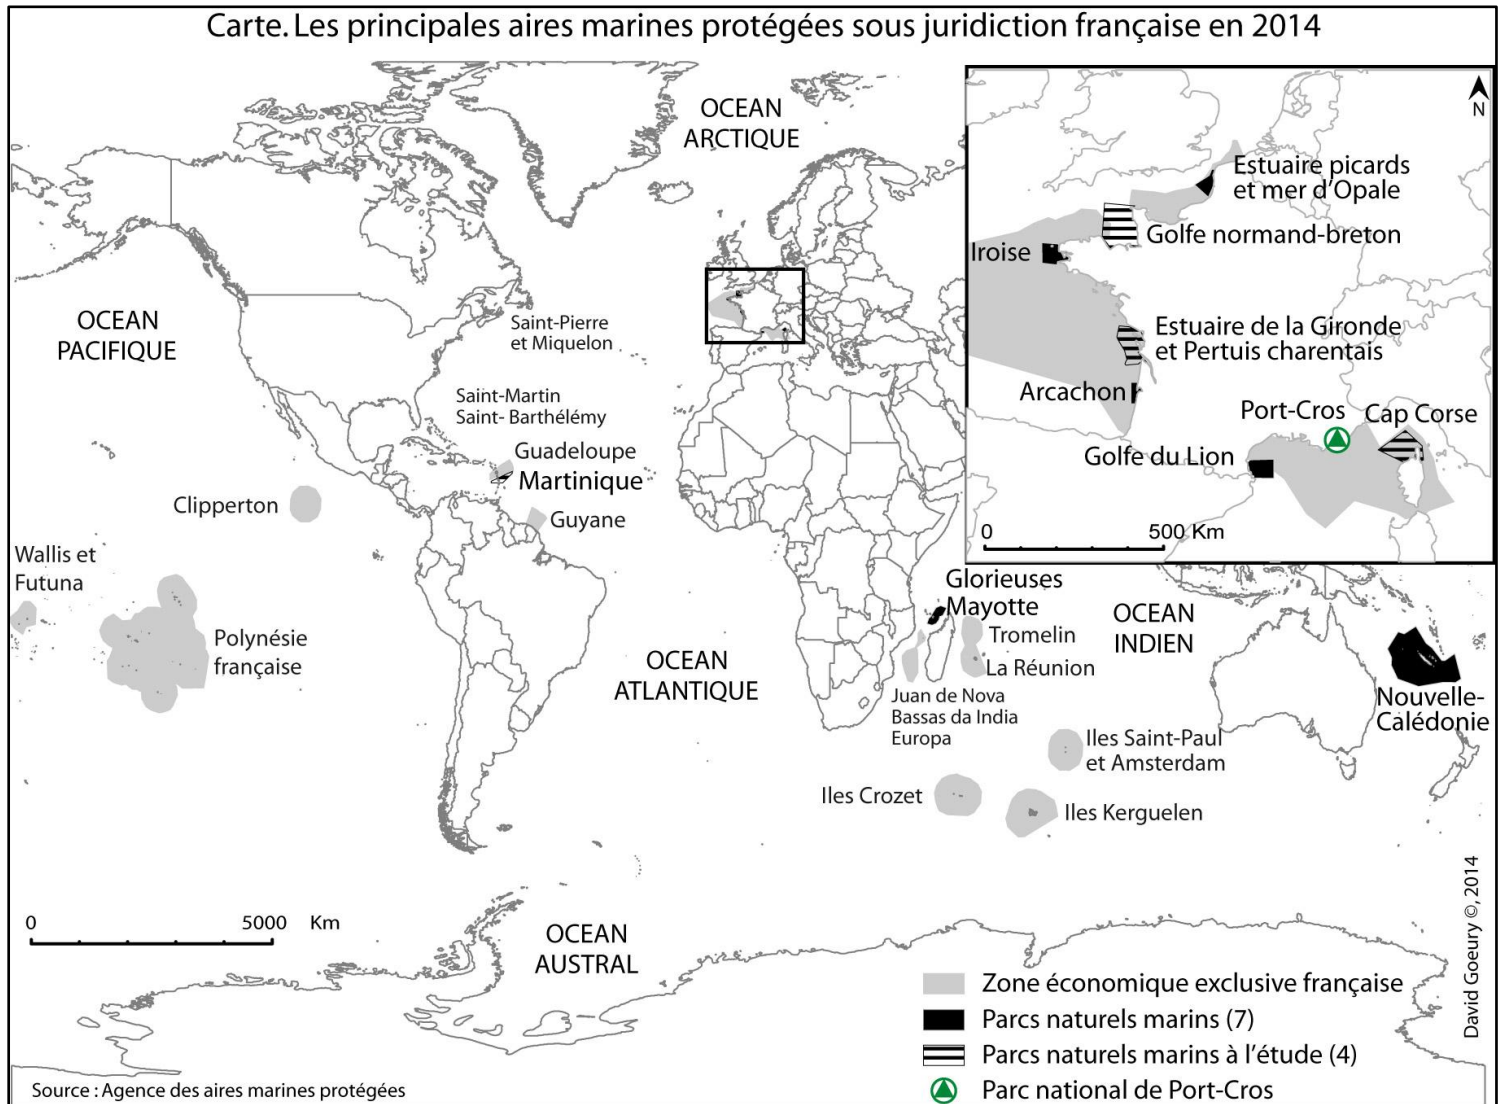 Carte. Les principales aires marines protégées sous juridiction française en 2014
OCEAN
ARCTIQUE
N
Estuaire picards
et mer d'Opale
Golfe normand-breton
Iroise
Estuaire de la Gironde
et Pertuis charentais
Arcachon
Port-Cros
Cap Corse
Golfe du Lion
0
500 Km
OCEAN
PACIFIQUE
Saint-Pierre
et Miquelon
Saint-Martin
Saint- Barthélémy
Guadeloupe
Martinique
Clipperton
Guyane
Wallis et
Futuna
Polynésie
française
OCEAN
ATLANTIQUE
Glorieuses
Mayotte
Tromelin
La Réunion
Juan de Nova
Bassas da India
Europa
OCEAN
INDIEN
Nouvelle-
Calédonie
Iles Saint-Paul
et Amsterdam
Iles Crozet
Iles Kerguelen
0
5000 Km
OCEAN
AUSTRAL
Zone économique exclusive française
Parcs naturels marins (7)
Parcs naturels marins à l'étude (4)
Parc national de Port-Cros
Source : Agence des aires marines protégées
David Goeury ©, 2014